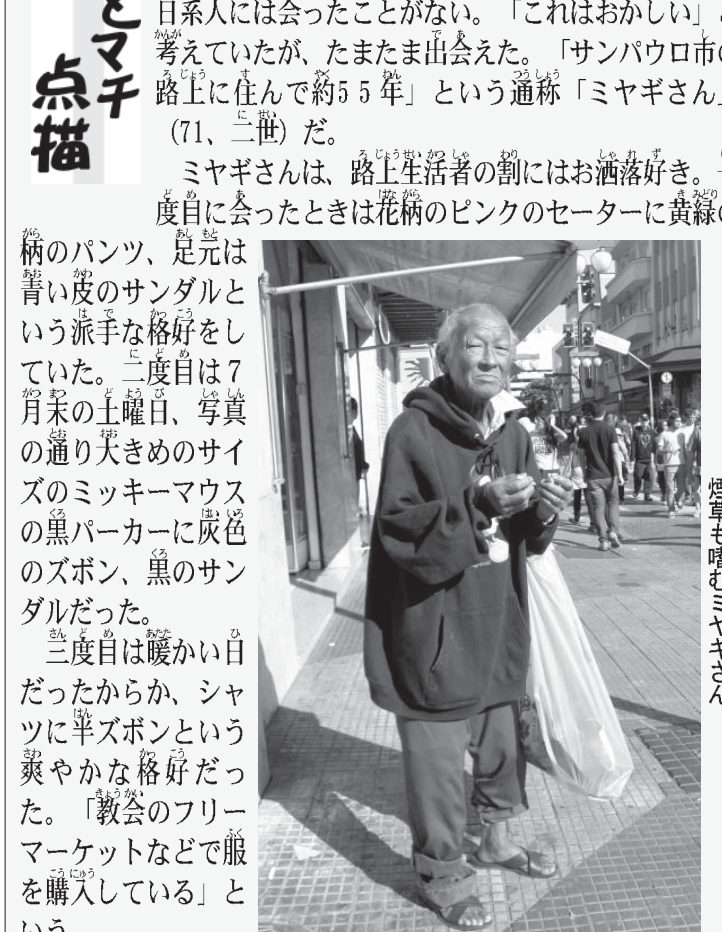 とマチ
点描
日系人には会ったことがない。「これはおかしい」
考えていたが、たまたま出会えた。「サンパウロ市の
路上に住んで約55年」という通称「ミヤギさん」
(71、二世)だ。
ミヤギさんは、路上生活者の割にはお洒落好き。一
度目に会ったときは花柄のピンクのセーターに黄緑の
柄のパンツ、足元は
青い皮のサンダルと
いう派手な格好をし
ていた。二度目は7
月末の土曜日、写真
の通り大きめのサイ
ズのミッキーマウス
の黒パーカーに灰色
のズボン、黒のサン
ダルだった。
三度目は暖かい日
だったからか、シャ
ツに半ズボンという
爽やかな格好だっ
た。「教会のフリー
マーケットなどで服
を購入している」と
いう
煙草も嗜むミヤギさん